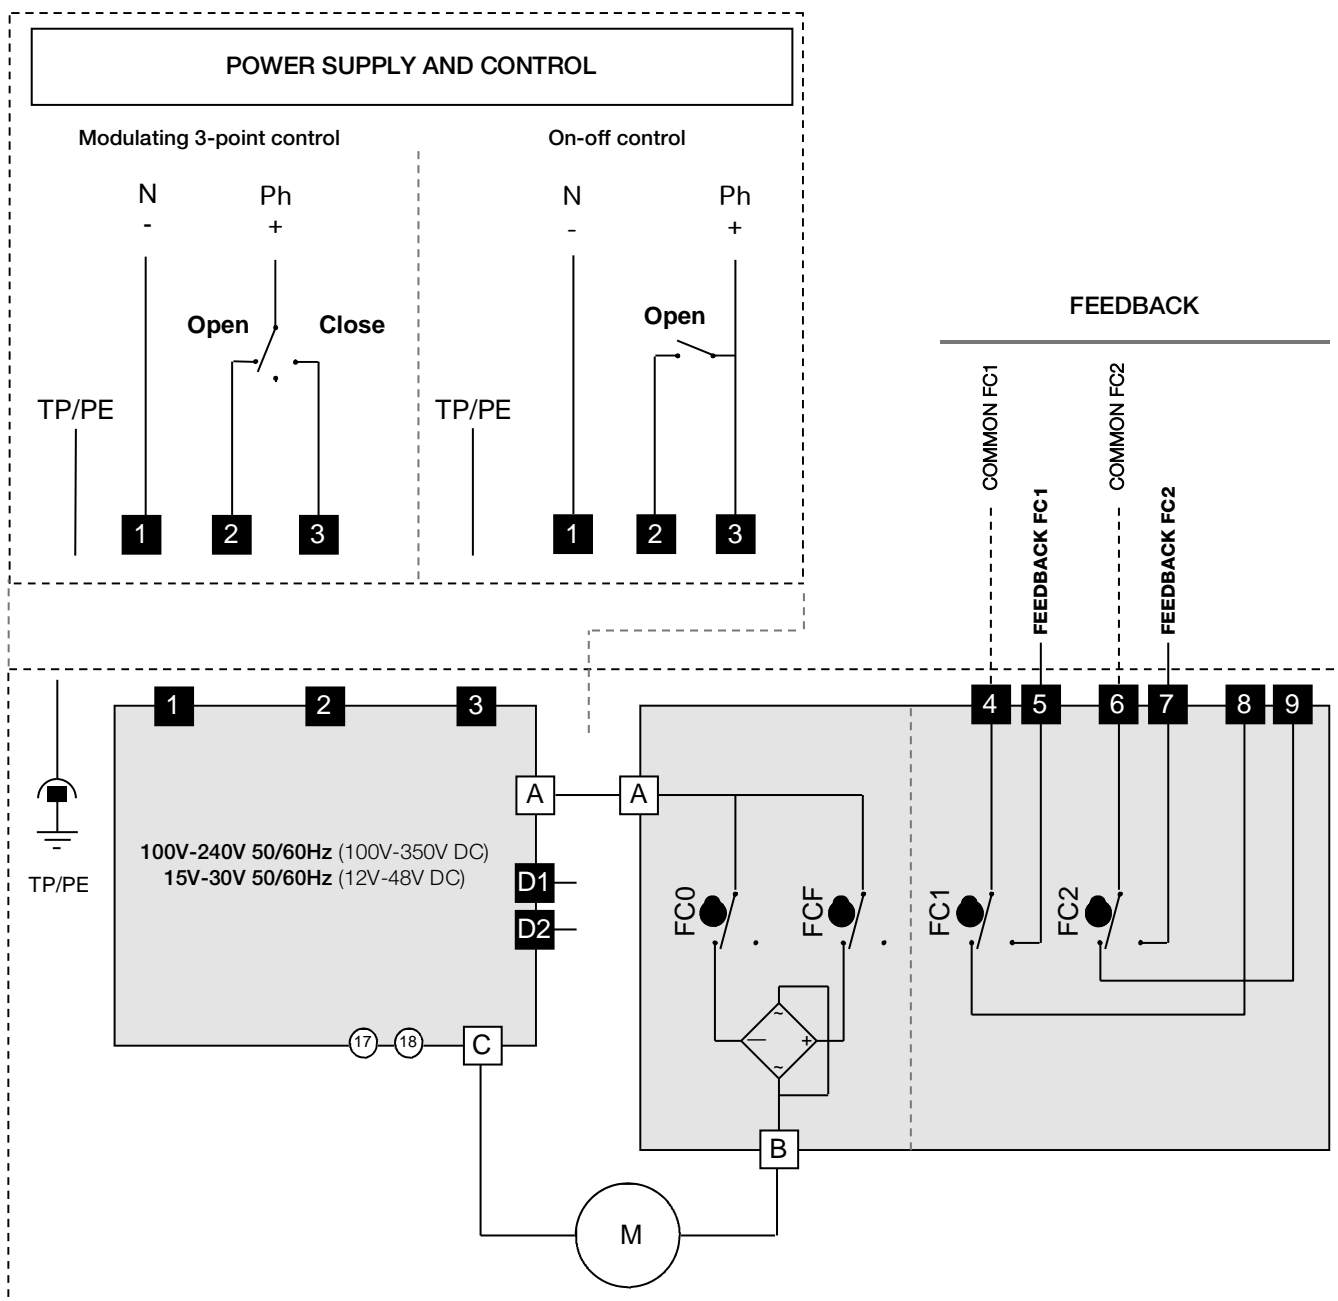 POWER SUPPLY AND CONTROL
Modulating 3-point control
On-off control
N
Ph
-
+
Open
Close
TP/PE
1
2
3
N
Ph
-
+
Open
TP/PE
1
2
3
FEEDBACK
COMMON FC1
FEEDBACK FC1
COMMON FC2
FEEDBACK FC2
1
2
3
4
5
6
7
8
9
A
A
100V-240V 50/60Hz (100V-350V DC)
15V-30V 50/60Hz (12V-48V DC)
TP/PE
D1
D2
FC0
FCF
FC1
FC2
~
—
+
~
17
18
C
B
M